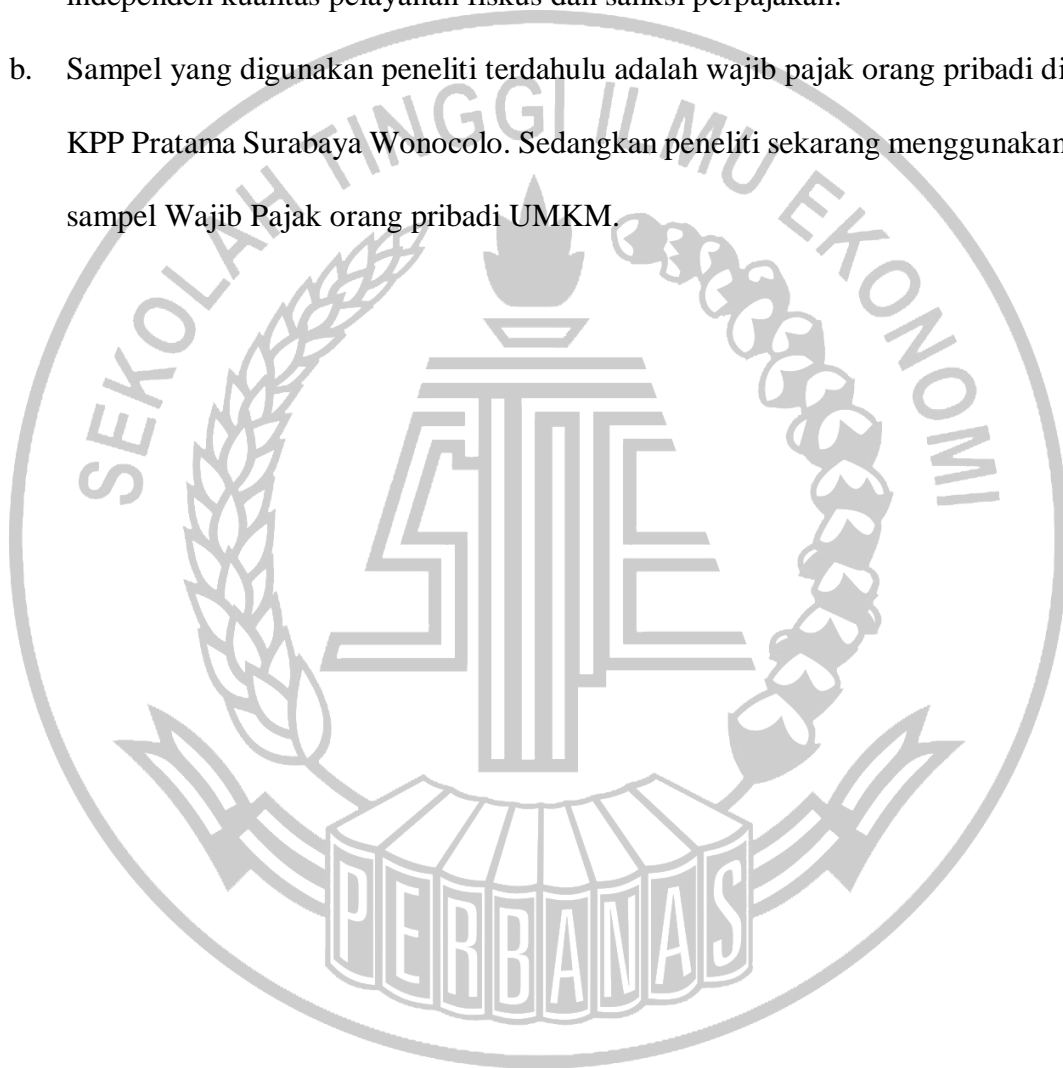 independen kualitas pelayanan fiskus dan sanksi perpajakan.
b. Sampel yang digunakan peneliti terdahulu adalah wajib pajak orang pribadi di
KPP Pratama Surabaya Wonocolo. Sedangkan peneliti sekarang menggunakan
sampel Wajib Pajak orang pribadi UMKM.
SEKOLAH TINGGI ILMU EKONOMI
STIE
PERBANAS